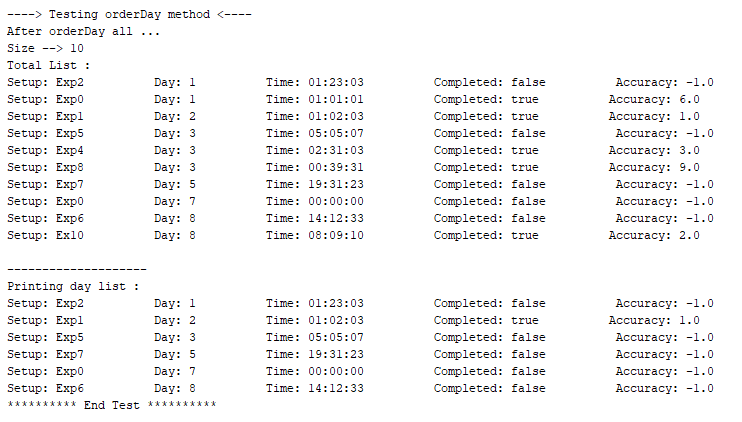 ----> Testing orderDay method <----
After orderDay all ...
Size --> 10
Total List :
Setup: Exp2 Day: 1 Time: 01:23:03 Completed: false Accuracy: -1.0
Setup: Exp0 Day: 1 Time: 01:01:01 Completed: true Accuracy: 6.0
Setup: Exp1 Day: 2 Time: 01:02:03 Completed: true Accuracy: 1.0
Setup: Exp5 Day: 3 Time: 05:05:07 Completed: false Accuracy: -1.0
Setup: Exp4 Day: 3 Time: 02:31:03 Completed: true Accuracy: 3.0
Setup: Exp8 Day: 3 Time: 00:39:31 Completed: true Accuracy: 9.0
Setup: Exp7 Day: 5 Time: 19:31:23 Completed: false Accuracy: -1.0
Setup: Exp0 Day: 7 Time: 00:00:00 Completed: false Accuracy: -1.0
Setup: Exp6 Day: 8 Time: 14:12:33 Completed: false Accuracy: -1.0
Setup: Ex10 Day: 8 Time: 08:09:10 Completed: true Accuracy: 2.0
--------------------
Printing day list :
Setup: Exp2 Day: 1 Time: 01:23:03 Completed: false Accuracy: -1.0
Setup: Exp1 Day: 2 Time: 01:02:03 Completed: true Accuracy: 1.0
Setup: Exp5 Day: 3 Time: 05:05:07 Completed: false Accuracy: -1.0
Setup: Exp7 Day: 5 Time: 19:31:23 Completed: false Accuracy: -1.0
Setup: Exp0 Day: 7 Time: 00:00:00 Completed: false Accuracy: -1.0
Setup: Exp6 Day: 8 Time: 14:12:33 Completed: false Accuracy: -1.0
********** End Test **********